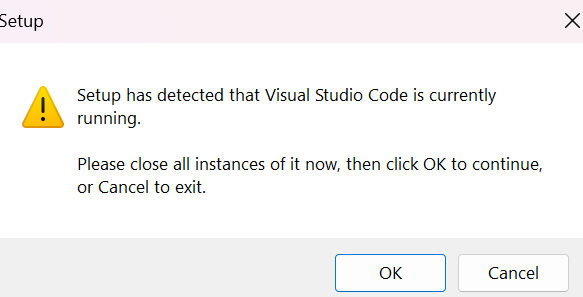 Setup
Setup has detected that Visual Studio Code is currently
running.
Please close all instances of it now, then click OK to continue,
or Cancel to exit.
OK
Cancel